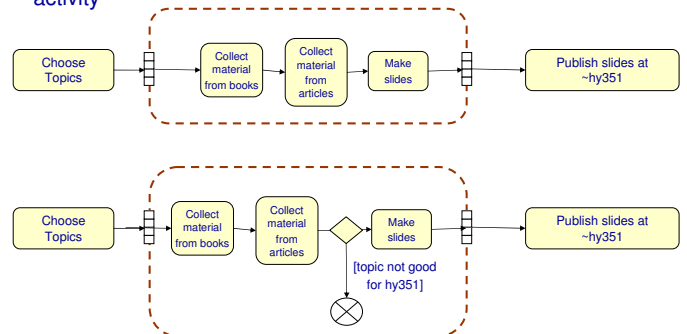 activity
Choose
Topics
Collect
material
from books
Collect
material
from
articles
Make
slides
Publish slides at
~hy351
Choose
Topics
Collect
material
from books
Collect
material
from
articles
Make
slides
Publish slides at
~hy351
[topic not good
for hy351]